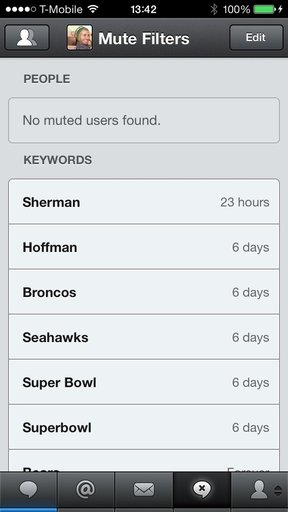 T-Mobile 13:42 100%
Mute Filters Edit
PEOPLE
No muted users found.
KEYWORDS
Sherman 23 hours
Hoffman 6 days
Broncos 6 days
Seahawks 6 days
Super Bowl 6 days
Superbowl 6 days
Bears Forever
@